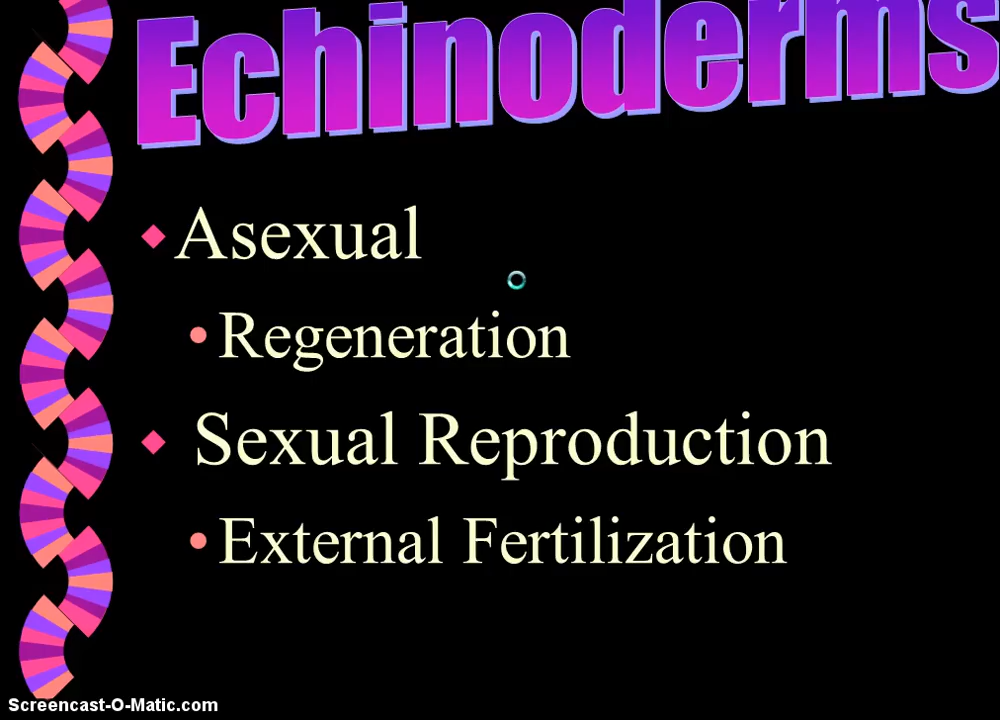 Echinoderms
Asexual
Regeneration
Sexual Reproduction
External Fertilization
Screencast-O-Matic.com